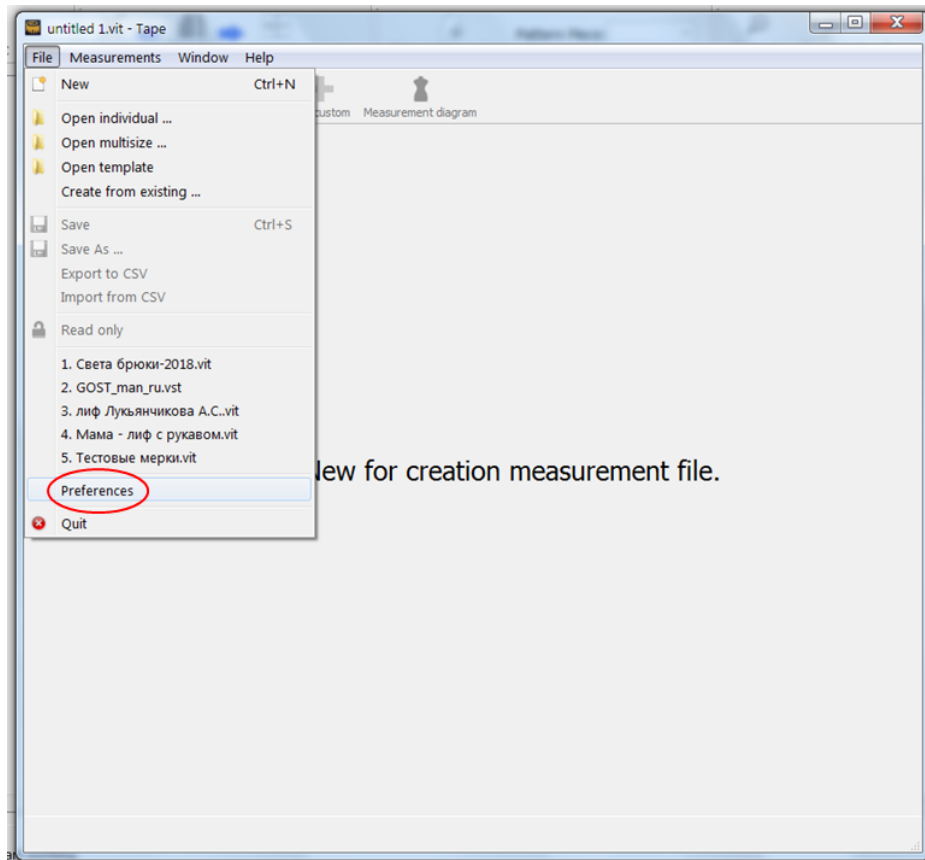 untitled 1.vit - Tape
File Measurements Window Help
New Ctrl+N
custom Measurement diagram
Open individual ...
Open multisize ...
Open template
Create from existing ...
Save Ctrl+S
Save As ...
Export to CSV
Import from CSV
Read only
1. Света брюки-2018.vit
2. GOST_man_ru.vst
3. лиф Лукьянчикова А.С..vit
4. Мама - лиф с рукавом.vit
5. Тестовые мерки.vit
New for creation measurement file.
Preferences
Quit